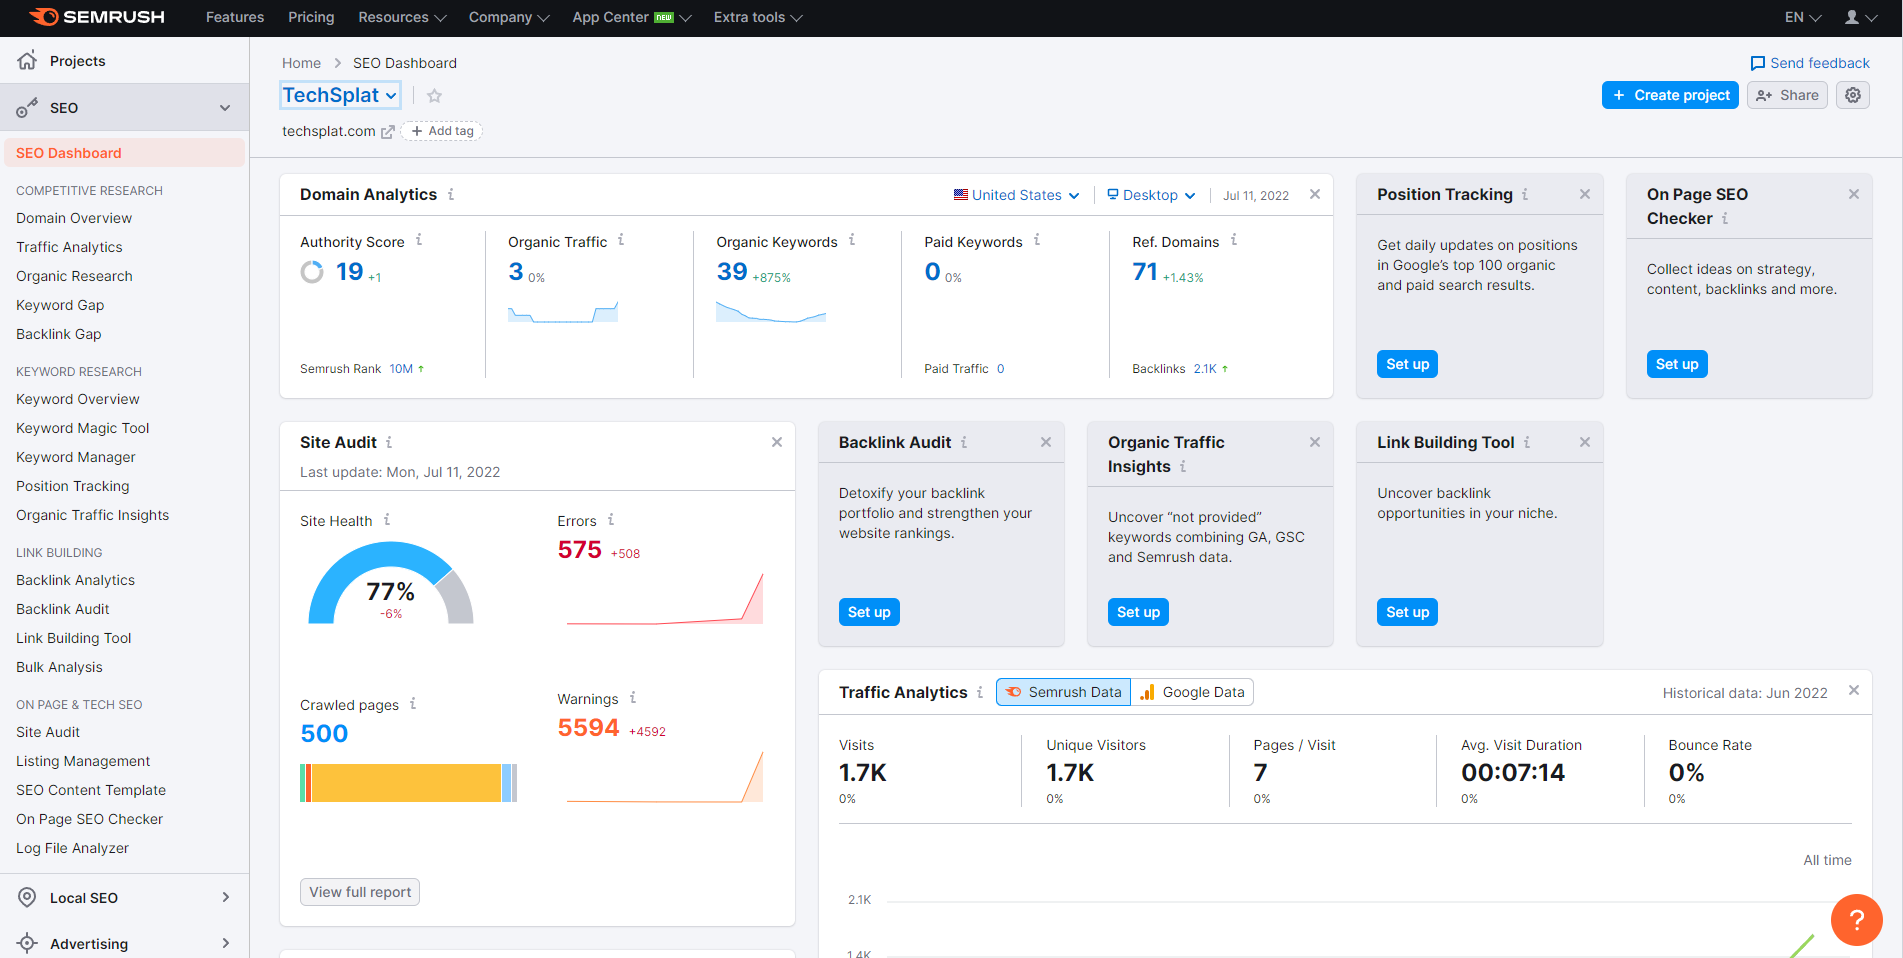 SEMRUSH Features Pricing Resources Company App Center NEW Extra tools EN
Projects
SEO
SEO Dashboard
COMPETITIVE RESEARCH
Domain Overview
Traffic Analytics
Organic Research
Keyword Gap
Backlink Gap
KEYWORD RESEARCH
Keyword Overview
Keyword Magic Tool
Keyword Manager
Position Tracking
Organic Traffic Insights
LINK BUILDING
Backlink Analytics
Backlink Audit
Link Building Tool
Bulk Analysis
ON PAGE & TECH SEO
Site Audit
Listing Management
SEO Content Template
On Page SEO Checker
Log File Analyzer
Local SEO
Advertising
Home > SEO Dashboard
Send feedback
TechSplat
+ Create project
Share
techsplat.com
+ Add tag
Domain Analytics
United States
Desktop
Jul 11, 2022
Authority Score
19 +1
Semrush Rank 10M ↑
Organic Traffic
3 0%
Organic Keywords
39 +875%
Paid Keywords
0 0%
Paid Traffic 0
Ref. Domains
71 +1.43%
Backlinks 2.1K ↑
Position Tracking
Get daily updates on positions
in Google's top 100 organic
and paid search results.
Set up
On Page SEO
Checker
Collect ideas on strategy,
content, backlinks and more.
Set up
Site Audit
Last update: Mon, Jul 11, 2022
Site Health
77%
-6%
Errors
575 +508
Crawled pages
500
Warnings
5594 +4592
View full report
Backlink Audit
Detoxify your backlink
portfolio and strengthen your
website rankings.
Set up
Organic Traffic
Insights
Uncover “not provided”
keywords combining GA, GSC
and Semrush data.
Set up
Link Building Tool
Uncover backlink
opportunities in your niche.
Set up
Traffic Analytics
Semrush Data
Google Data
Historical data: Jun 2022
Visits
1.7K
0%
Unique Visitors
1.7K
0%
Pages / Visit
7
0%
Avg. Visit Duration
00:07:14
0%
Bounce Rate
0%
0%
All time
2.1K
1.4K
?